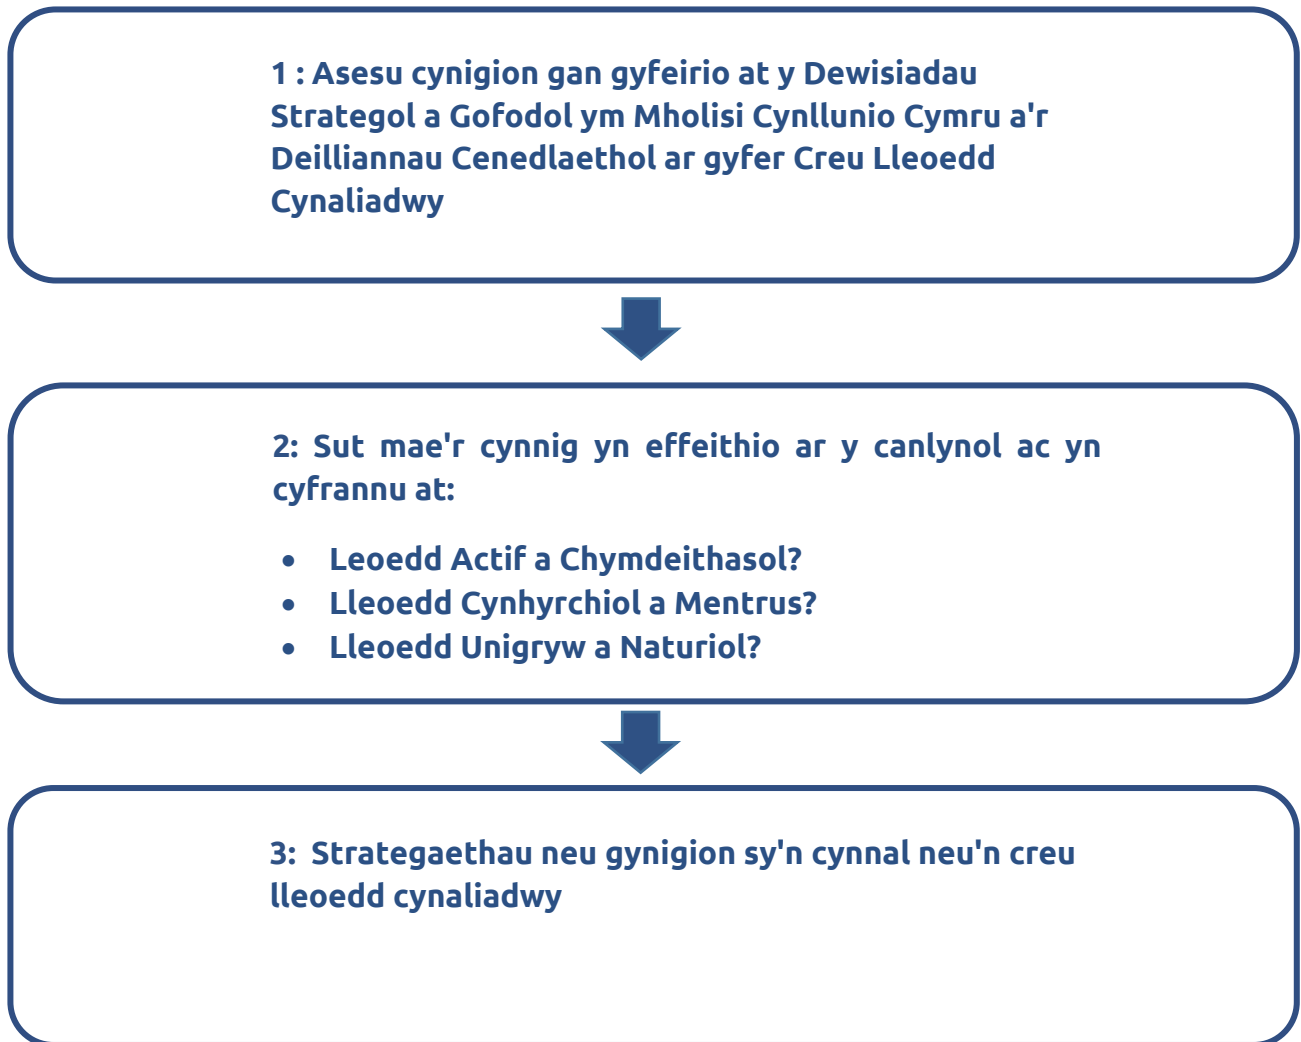 1 : Asesu cynigion gan gyfeirio at y Dewisiadau
Strategol a Gofodol ym Mholisi Cynllunio Cymru a'r
Deilliannau Cenedlaethol ar gyfer Creu Lleoedd
Cynaliadwy
2: Sut mae'r cynnig yn effeithio ar y canlynol ac yn
cyfrannu at:
• Leoedd Actif a Chymdeithasol?
• Lleoedd Cynhyrchiol a Mentrus?
• Lleoedd Unigryw a Naturiol?
3: Strategaethau neu gynigion sy'n cynnal neu'n creu
lleoedd cynaliadwy